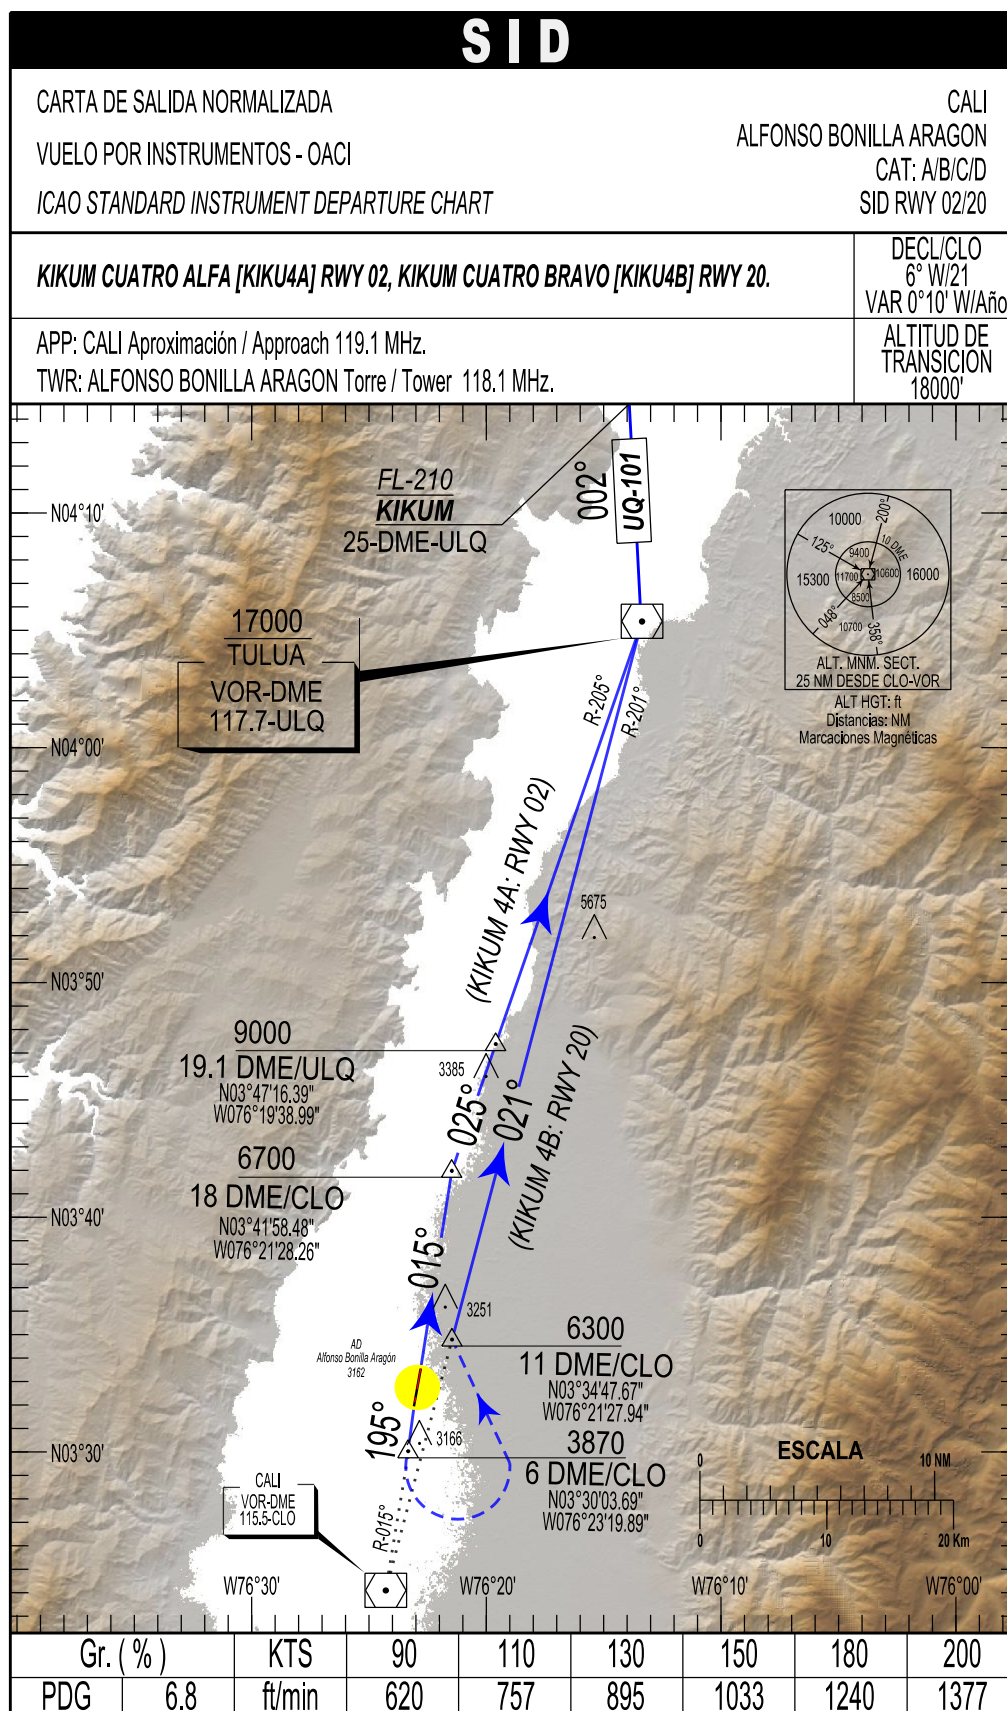 SID
CARTA DE SALIDA NORMALIZADA
VUELO POR INSTRUMENTOS - OACI
ICAO STANDARD INSTRUMENT DEPARTURE CHART
CALI
ALFONSO BONILLA ARAGON
CAT: A/B/C/D
SID RWY 02/20
KIKUM CUATRO ALFA [KIKU4A] RWY 02, KIKUM CUATRO BRAVO [KIKU4B] RWY 20.
DECL/CLO
6° W/21
VAR 0°10' W/Año
APP: CALI Aproximación / Approach 119.1 MHz.
TWR: ALFONSO BONILLA ARAGON Torre / Tower 118.1 MHz.
ALTITUD DE
TRANSICION
18000'
FL-210
KIKUM
25-DME-ULQ
002°
UQ-101
N04°10'
10000
200°
125°
10 DME
9400
15300
11700
10600
16000
8500
048°
10700
358°
ALT. MNM. SECT.
25 NM DESDE CLO-VOR
ALT HGT: ft
Distancias: NM
Marcaciones Magnéticas
17000
TULUA
VOR-DME
117.7-ULQ
R-205°
R-201°
N04°00'
(KIKUM 4A: RWY 02)
5675
N03°50'
9000
19.1 DME/ULQ
N03°47'16.39"
W076°19'38.99"
3385
025°
021°
(KIKUM 4B: RWY 20)
6700
18 DME/CLO
N03°41'58.48"
W076°21'28.26"
N03°40'
015°
3251
AD
Alfonso Bonilla Aragón
3162
6300
11 DME/CLO
N03°34'47.67"
W076°21'27.94"
195°
3166
N03°30'
3870
6 DME/CLO
N03°30'03.69"
W076°23'19.89"
ESCALA
0
10 NM
0
10
20 Km
CALI
VOR-DME
115.5-CLO
R-015°
W76°30'
W76°20'
W76°10'
W76°00'
Gr. ( % ) KTS 90 110 130 150 180 200
PDG 6.8 ft/min 620 757 895 1033 1240 1377